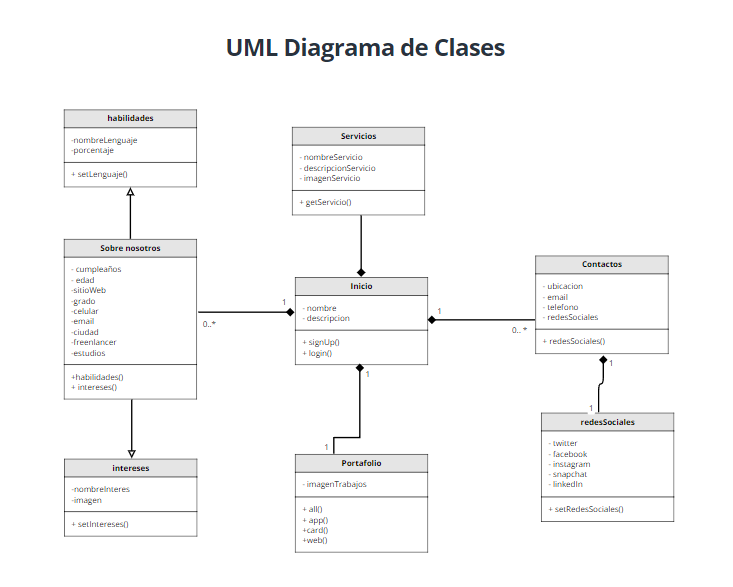 UML Diagrama de Clases
habilidades
-nombreLenguaje
-porcentaje
+ setLenguaje()
Servicios
- nombreServicio
- descripcionServicio
- imagenServicio
+ getServicio()
Sobre nosotros
- cumpleaños
- edad
-sitioWeb
-grado
-celular
-email
-ciudad
-freenlancer
-estudios
+habilidades()
+ intereses()
1
0..*
Inicio
- nombre
- descripcion
+ signUp()
+ login()
1
0.. *
1
1
Contactos
- ubicacion
- email
- telefono
- redesSociales
+ redesSociales()
1
1
intereses
-nombreInteres
-imagen
+ setIntereses()
Portafolio
- imagenTrabajos
+ all()
+ app()
+card()
+web()
redesSociales
- twitter
- facebook
- instagram
- snapchat
- linkedIn
+ setRedesSociales()